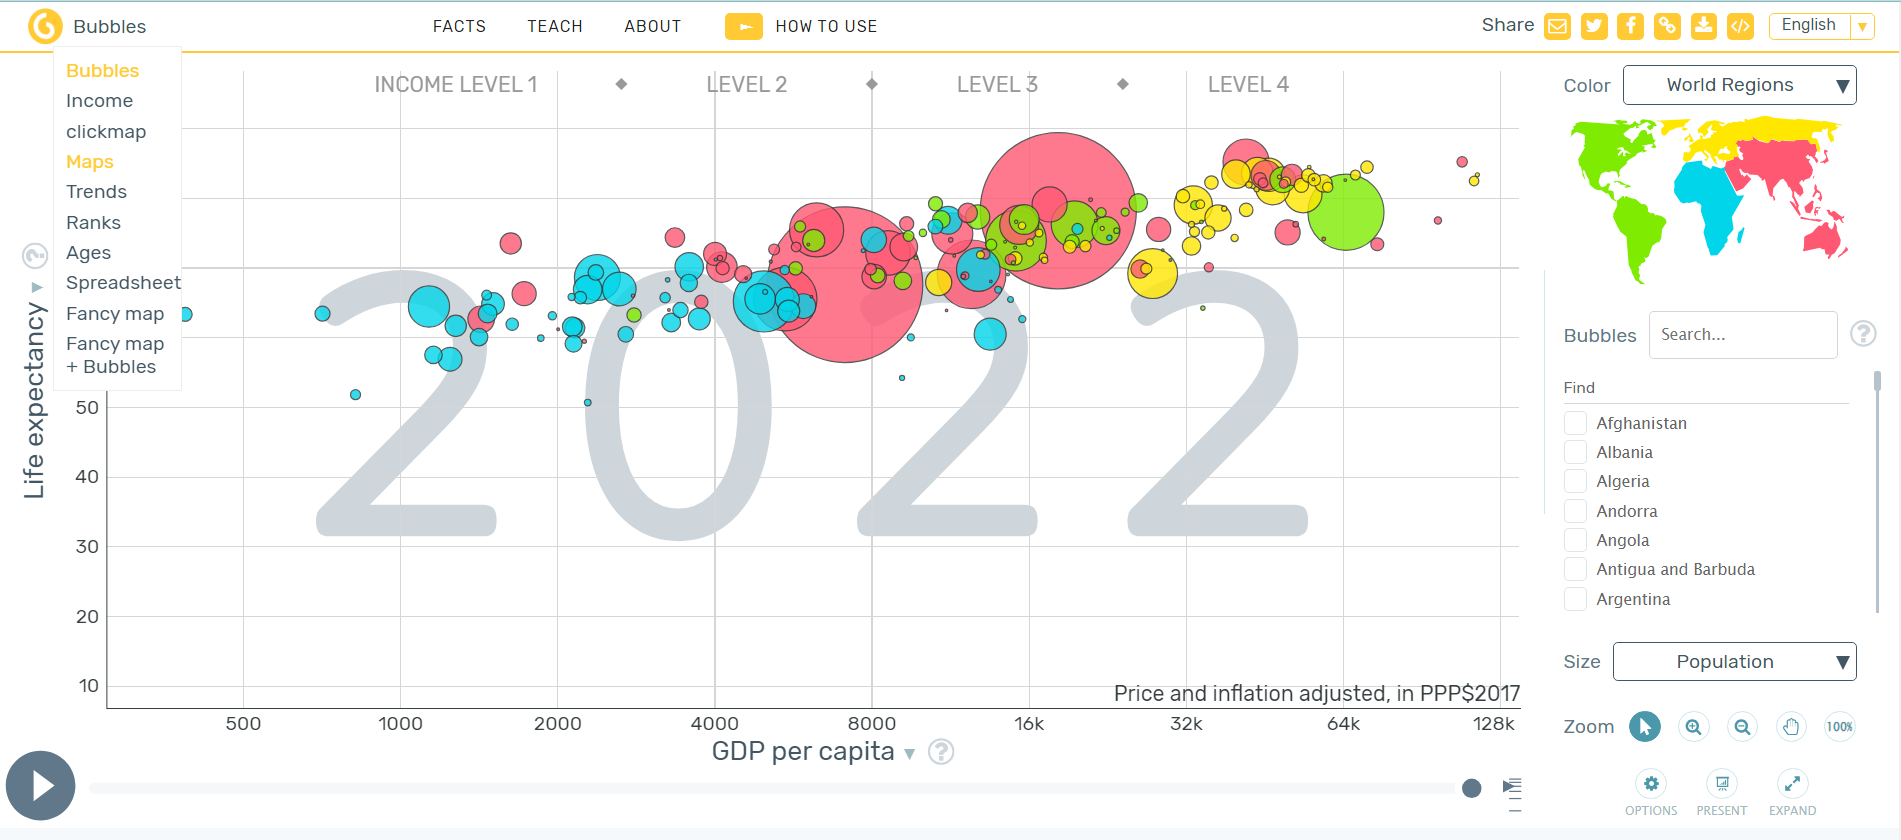 Bubbles
FACTS
TEACH
ABOUT
HOW TO USE
Share
English
Bubbles
Income
clickmap
Maps
Trends
Ranks
Ages
Spreadsheet
Fancy map
Fancy map
+ Bubbles
INCOME LEVEL 1
LEVEL 2
LEVEL 3
LEVEL 4
2022
Life expectancy
?
50
40
30
20
10
Price and inflation adjusted, in PPP$2017
500
1000
2000
4000
8000
16k
32k
64k
128k
GDP per capita
?
Color
World Regions
Bubbles
Search...
?
Find
Afghanistan
Albania
Algeria
Andorra
Angola
Antigua and Barbuda
Argentina
Size
Population
Zoom
100%
OPTIONS
PRESENT
EXPAND